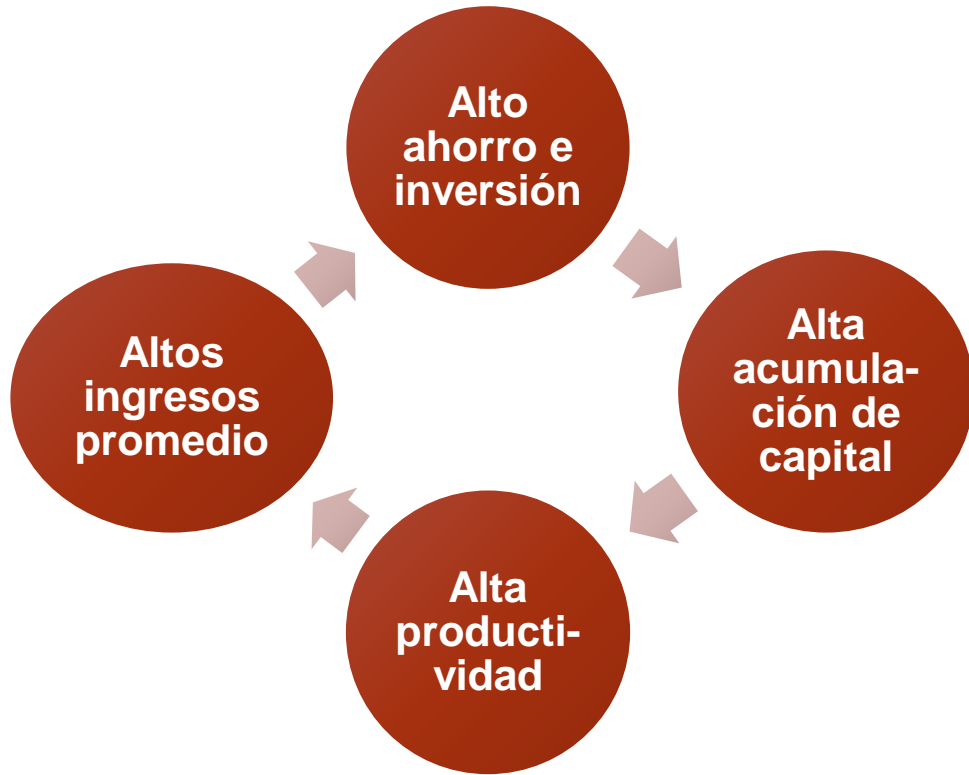 Alto
ahorro e
inversión
Alta
acumula-
ción de
capital
Alta
producti-
vidad
Altos
ingresos
promedio